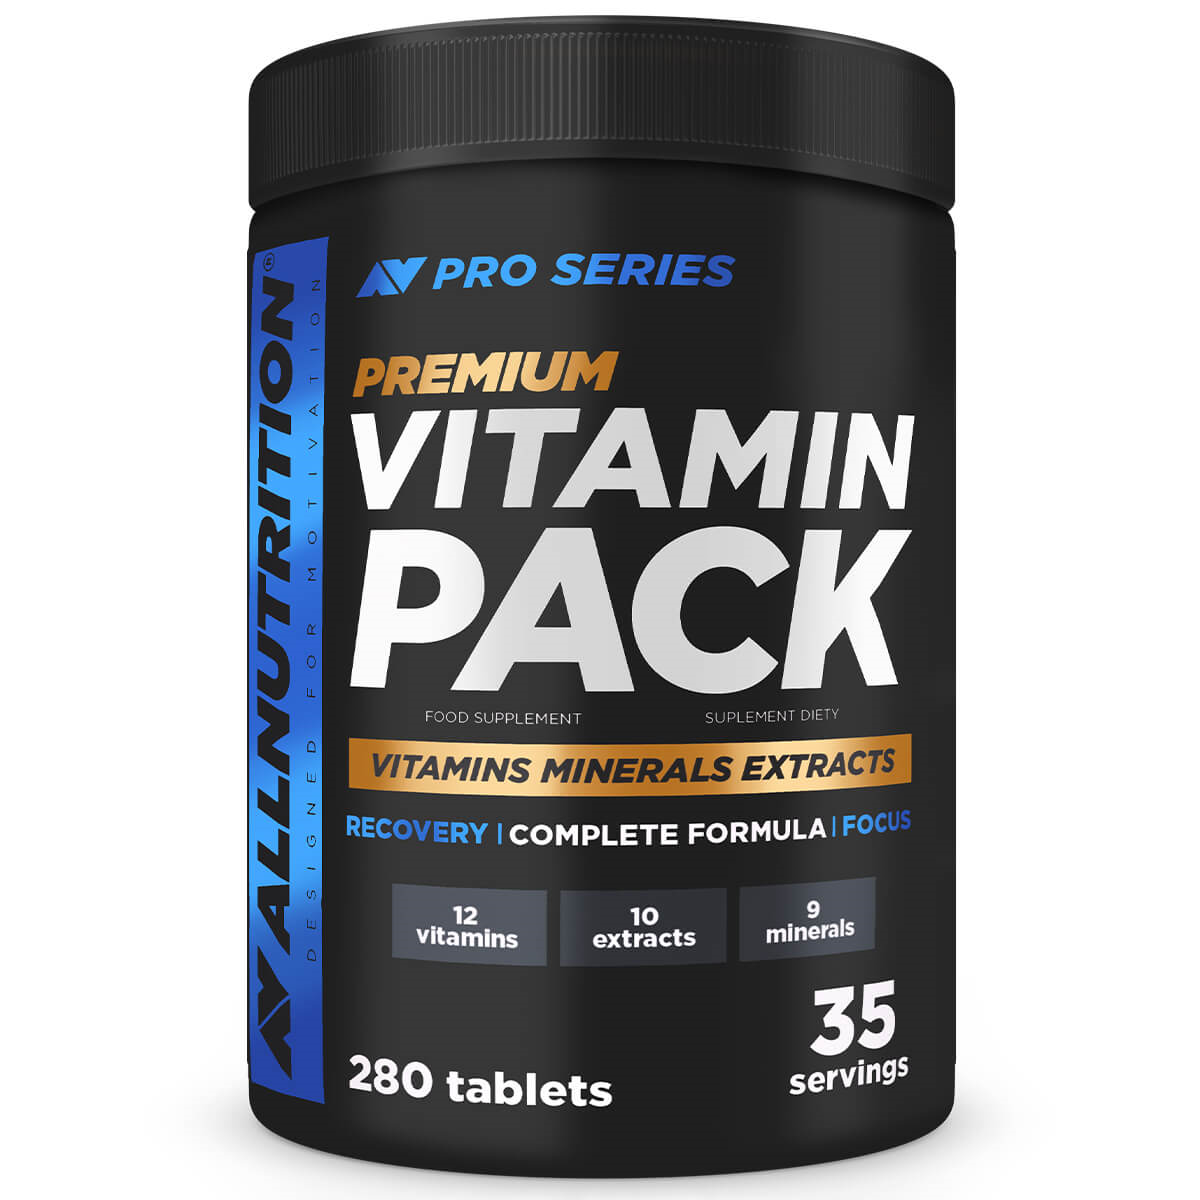 ALLNUTRITION®
DESIGNED FOR MOTIVATION
PRO SERIES
PREMIUM
VITAMIN
PACK
FOOD SUPPLEMENT SUPLEMENT DIETY
VITAMINS MINERALS EXTRACTS
RECOVERY | COMPLETE FORMULA | FOCUS
12
vitamins
10
extracts
9
minerals
35
servings
280 tablets